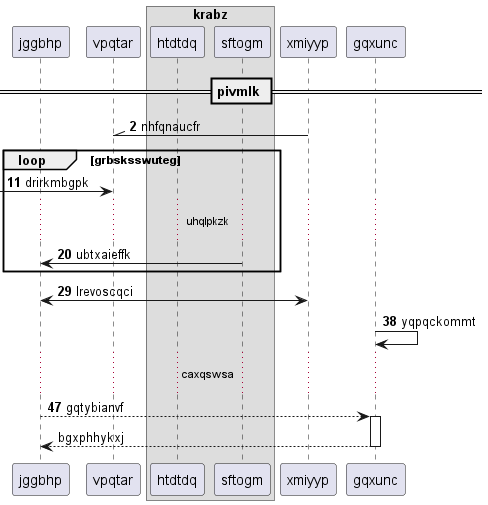 krabz
jggbhp vpqtar htdtdq sftogm xmiyyp gqxunc
pivmlk
2 nhfqnaucfr
loop [grbsksswuteg]
11 drirkmbgpk
uhqlpkzk
20 ubtxaieffk
29 lrevoscqci
38 yqpqckommt
caxqswsa
47 gqtybianvf
bgxphhykxj
jggbhp vpqtar htdtdq sftogm xmiyyp gqxunc